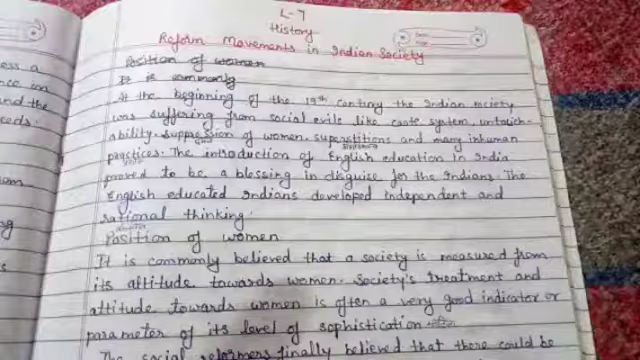 L-7
History
Reform Movements in Indian Society
Position of women
It is commonly
At the beginning of the 19th century the Indian society
was suffering from social evils like caste system, untouch-
ability, suppression of women, superstitions and many inhuman
practices. The introduction of English education in India
proved to be a blessing in disguise for the Indians. The
English educated Indians developed independent and
rational thinking.
Position of women
It is commonly believed that a society is measured from
its attitude towards women. Society's treatment and
attitude towards women is often a very good indicator or
parameter of its level of sophistication
The social reformers finally believed that there could be